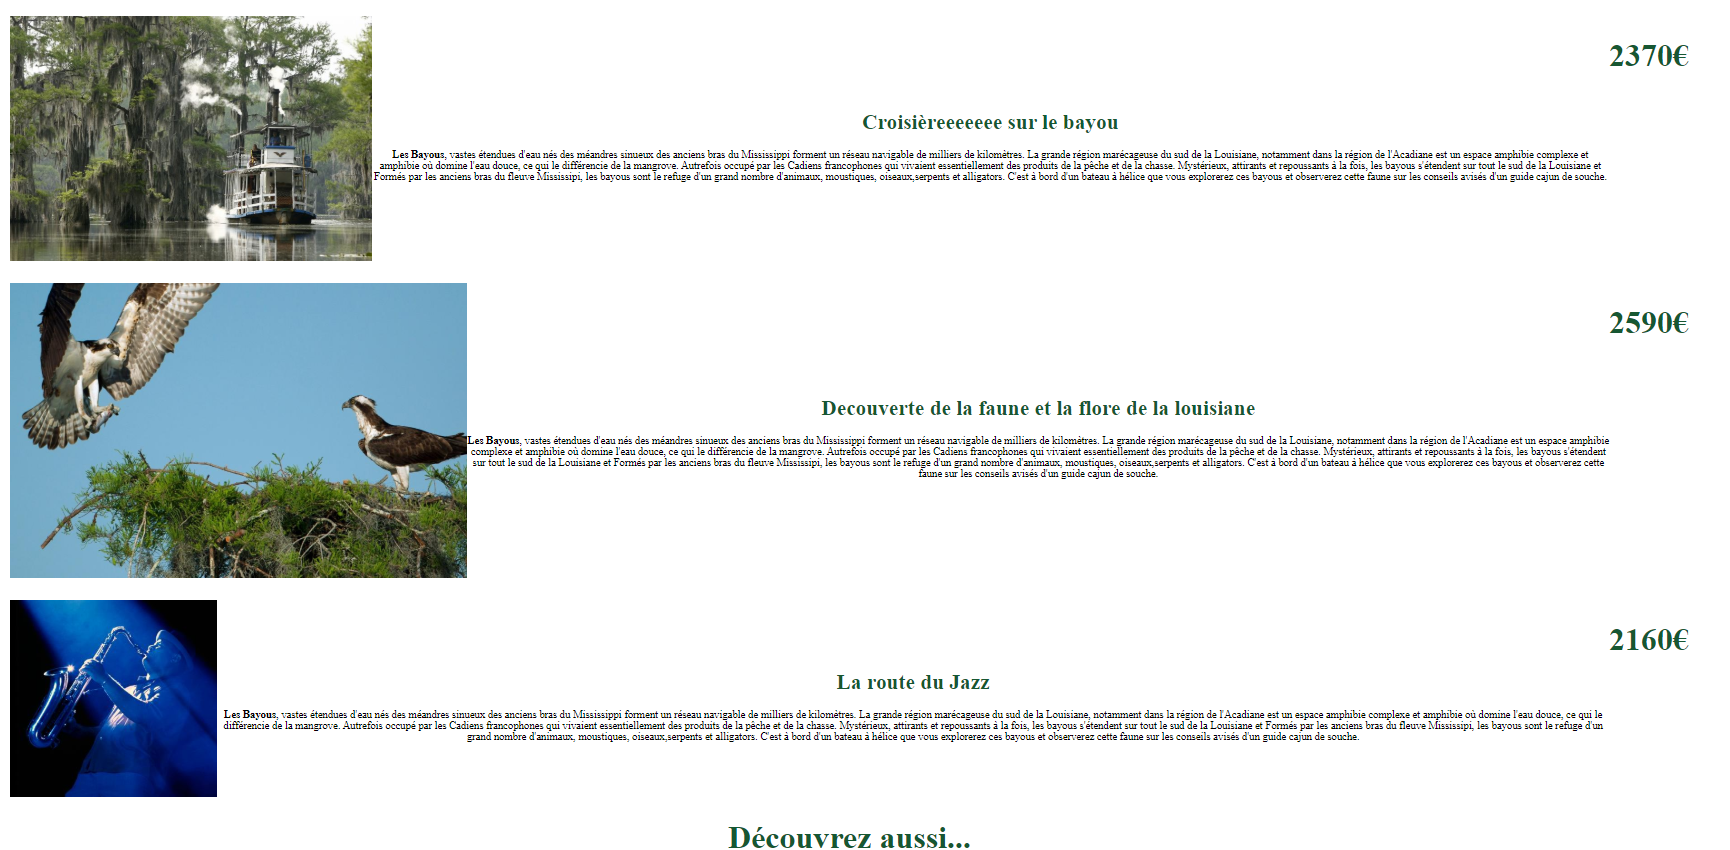 2370€
Croisièreeeeeee sur le bayou
Les Bayous, vastes étendues d'eau nés des méandres sinueux des anciens bras du Mississippi forment un réseau navigable de milliers de kilomètres. La grande région marécageuse du sud de la Louisiane, notamment dans la région de l'Acadiane est un espace amphibie complexe et
amphibie où domine l'eau douce, ce qui le différencie de la mangrove. Autrefois occupé par les Cadiens francophones qui vivaient essentiellement des produits de la pêche et de la chasse. Mystérieux, attirants et repoussants à la fois, les bayous s'étendent sur tout le sud de la Louisiane et
Formés par les anciens bras du fleuve Mississipi, les bayous sont le refuge d'un grand nombre d'animaux, moustiques, oiseaux,serpents et alligators. C'est à bord d'un bateau à hélice que vous explorerez ces bayous et observerez cette faune sur les conseils avisés d'un guide cajun de souche.
2590€
Decouverte de la faune et la flore de la louisiane
Les Bayous, vastes étendues d'eau nés des méandres sinueux des anciens bras du Mississippi forment un réseau navigable de milliers de kilomètres. La grande région marécageuse du sud de la Louisiane, notamment dans la région de l'Acadiane est un espace amphibie
complexe et amphibie où domine l'eau douce, ce qui le différencie de la mangrove. Autrefois occupé par les Cadiens francophones qui vivaient essentiellement des produits de la pêche et de la chasse. Mystérieux, attirants et repoussants à la fois, les bayous s'étendent
sur tout le sud de la Louisiane et Formés par les anciens bras du fleuve Mississipi, les bayous sont le refuge d'un grand nombre d'animaux, moustiques, oiseaux,serpents et alligators. C'est à bord d'un bateau à hélice que vous explorerez ces bayous et observerez cette
faune sur les conseils avisés d'un guide cajun de souche.
2160€
La route du Jazz
Les Bayous, vastes étendues d'eau nés des méandres sinueux des anciens bras du Mississippi forment un réseau navigable de milliers de kilomètres. La grande région marécageuse du sud de la Louisiane, notamment dans la région de l'Acadiane est un espace amphibie complexe et amphibie où domine l'eau douce, ce qui le
différencie de la mangrove. Autrefois occupé par les Cadiens francophones qui vivaient essentiellement des produits de la pêche et de la chasse. Mystérieux, attirants et repoussants à la fois, les bayous s'étendent sur tout le sud de la Louisiane et Formés par les anciens bras du fleuve Mississipi, les bayous sont le refuge d'un
grand nombre d'animaux, moustiques, oiseaux,serpents et alligators. C'est à bord d'un bateau à hélice que vous explorerez ces bayous et observerez cette faune sur les conseils avisés d'un guide cajun de souche.
Découvrez aussi...